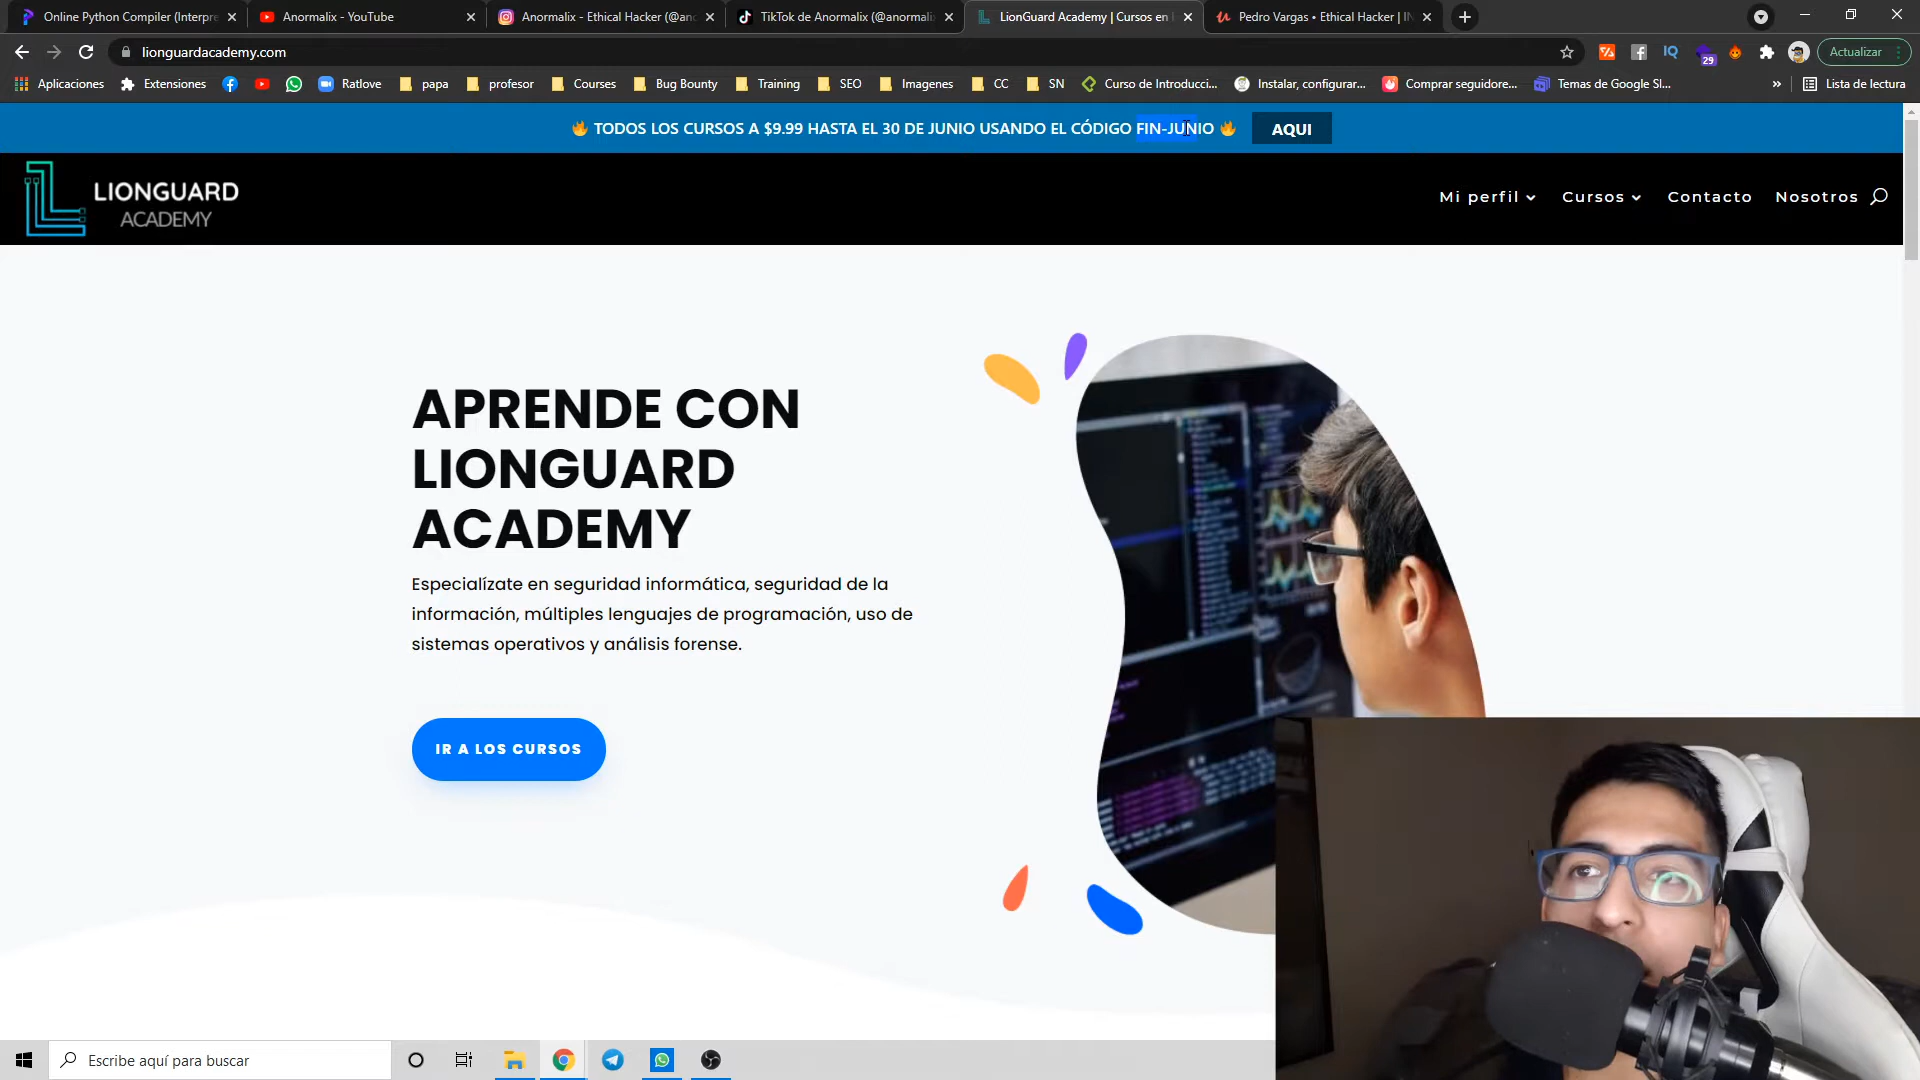 Online Python Compiler (Interpre
Anormalix - YouTube
Anormalix - Ethical Hacker (@ano
TikTok de Anormalix (@anormalix
LionGuard Academy | Cursos en
Pedro Vargas • Ethical Hacker | IN
lionguardacademy.com
Actualizar
Aplicaciones
Extensiones
Ratlove
papa
profesor
Courses
Bug Bounty
Training
SEO
Imagenes
CC
SN
Curso de Introducci...
Instalar, configurar...
Comprar seguidore...
Temas de Google Sl...
»
Lista de lectura
IQ
29
TODOS LOS CURSOS A $9.99 HASTA EL 30 DE JUNIO USANDO EL CÓDIGO FIN-JUNIO
AQUI
LIONGUARD
ACADEMY
Mi perfil
Cursos
Contacto
Nosotros
APRENDE CON
LIONGUARD
ACADEMY
Especialízate en seguridad informática, seguridad de la
información, múltiples lenguajes de programación, uso de
sistemas operativos y análisis forense.
IR A LOS CURSOS
Escribe aquí para buscar